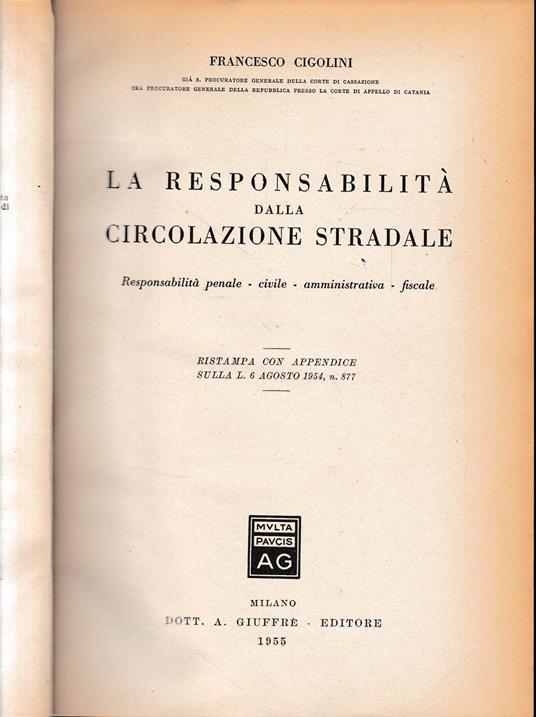 FRANCESCO CIGOLINI
GIÀ S. PROCURATORE GENERALE DELLA CORTE DI CASSAZIONE
ORA PROCURATORE GENERALE DELLA REPUBBLICA PRESSO LA CORTE DI APPELLO DI CATANIA
LA RESPONSABILITÀ
DALLA
CIRCOLAZIONE STRADALE
Responsabilità penale - civile - amministrativa - fiscale
RISTAMPA CON APPENDICE
SULLA L. 6 AGOSTO 1954, n. 877
MVLTA
PAVCIS
AG
MILANO
DOTT. A. GIUFFRÈ - EDITORE
1955